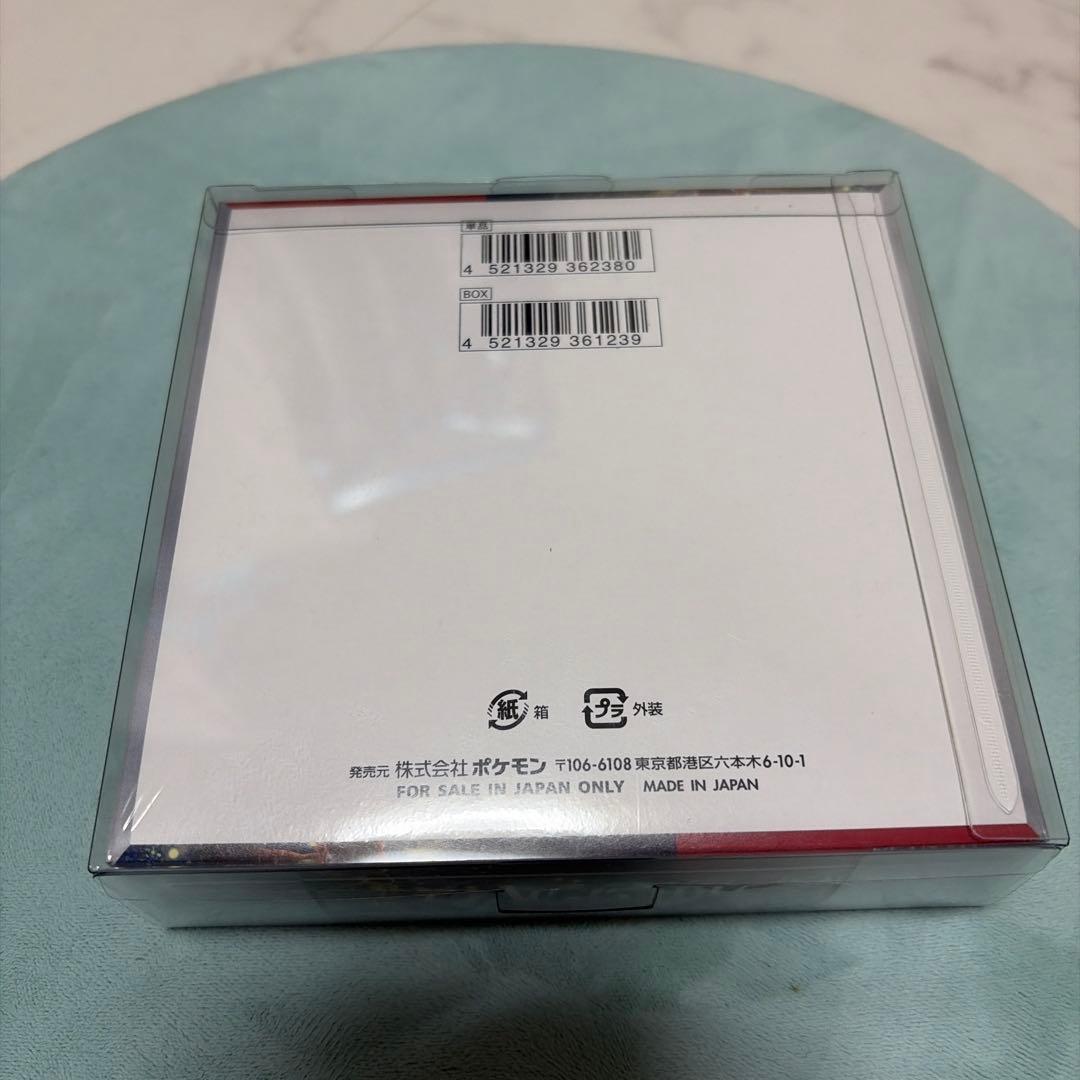 単品
4 521329 362380
BOX
4 521329 361239
紙 箱 プラ 外装
発売元 株式会社 ポケモン 〒106-6108 東京都港区六本木6-10-1
FOR SALE IN JAPAN ONLY MADE IN JAPAN